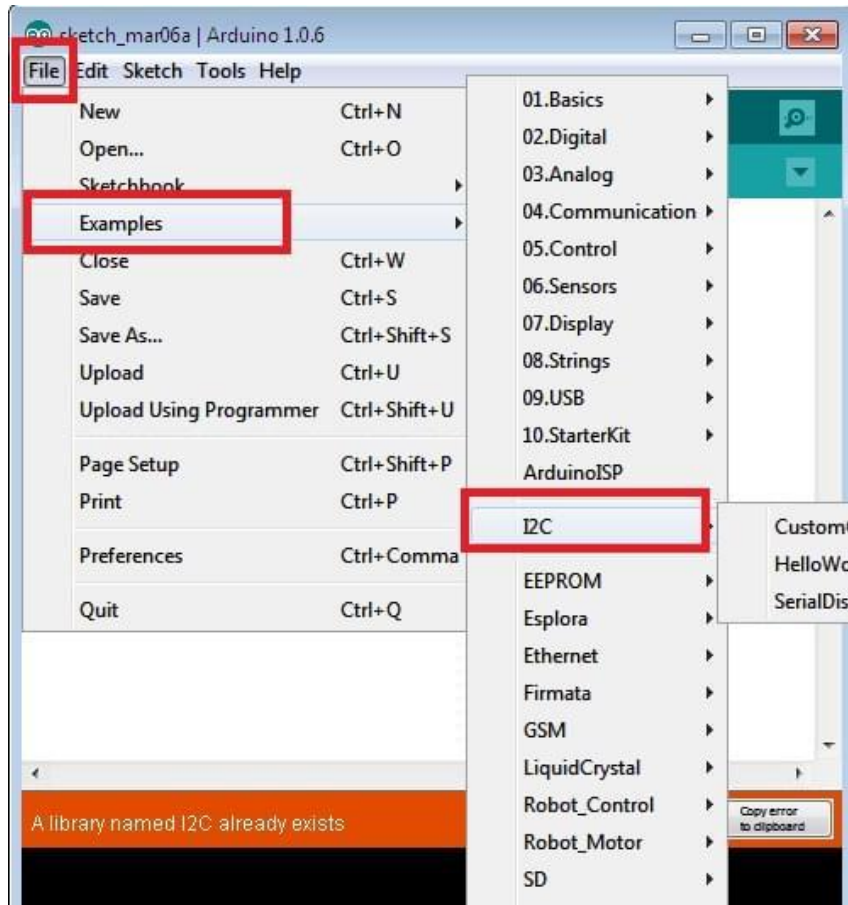 sketch_mar06a | Arduino 1.0.6
File Edit Sketch Tools Help
New Ctrl+N
Open... Ctrl+O
Sketchbook
Examples
Close Ctrl+W
Save Ctrl+S
Save As... Ctrl+Shift+S
Upload Ctrl+U
Upload Using Programmer Ctrl+Shift+U
Page Setup Ctrl+Shift+P
Print Ctrl+P
Preferences Ctrl+Comma
Quit Ctrl+Q
01.Basics
02.Digital
03.Analog
04.Communication
05.Control
06.Sensors
07.Display
08.Strings
09.USB
10.StarterKit
ArduinoISP
I2C
EEPROM
Esplora
Ethernet
Firmata
GSM
LiquidCrystal
Robot_Control
Robot_Motor
SD
Custom
HelloWo
SerialDis
A library named I2C already exists
Copy error
to clipboard